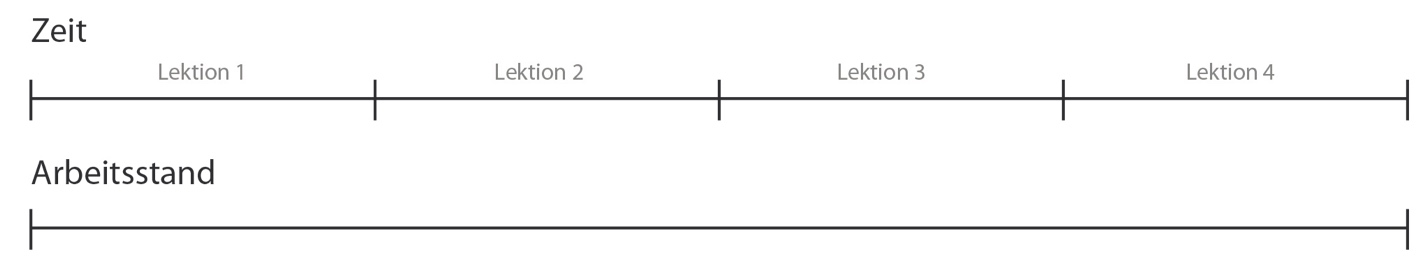 Zeit
Lektion 1 Lektion 2 Lektion 3 Lektion 4
Arbeitsstand